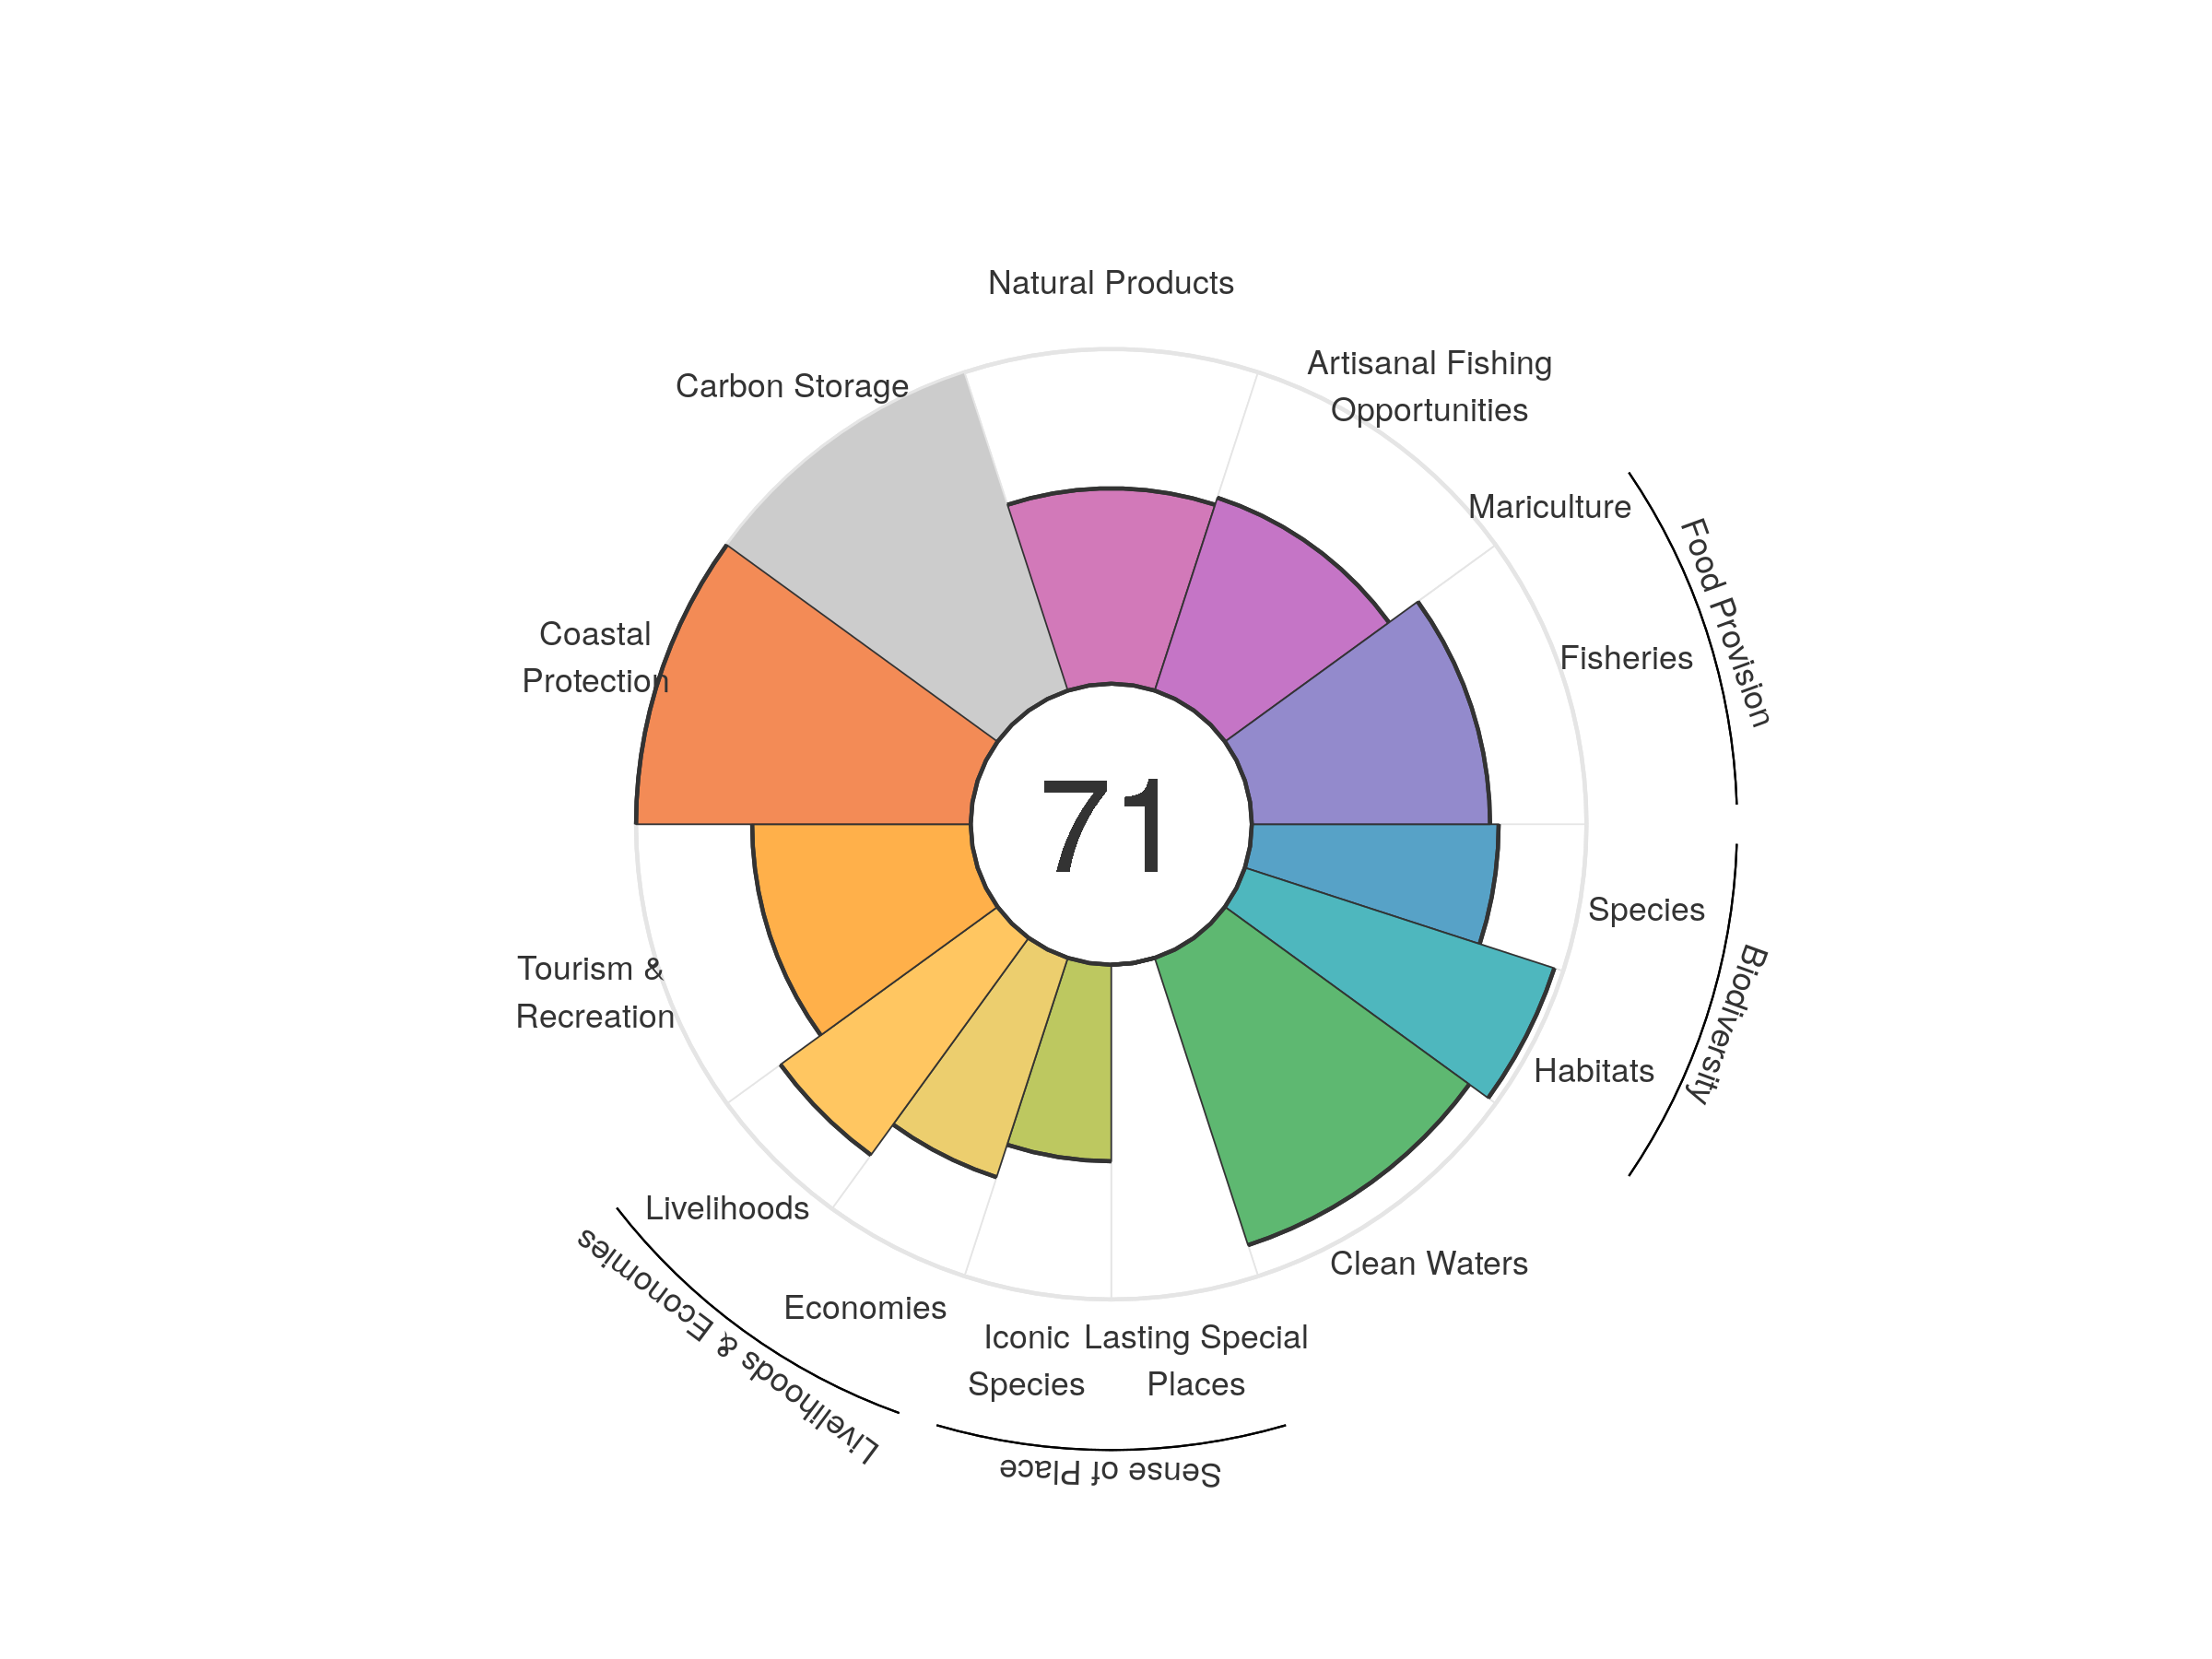 Natural Products
Artisanal Fishing
Opportunities
Carbon Storage
Mariculture
Food Provision
Coastal
Protection
Fisheries
71
Species
Biodiversity
Tourism &
Recreation
Habitats
Livelihoods
Livelihoods & Economies
Clean Waters
Economies
Iconic
Species
Lasting Special
Places
Sense of Place